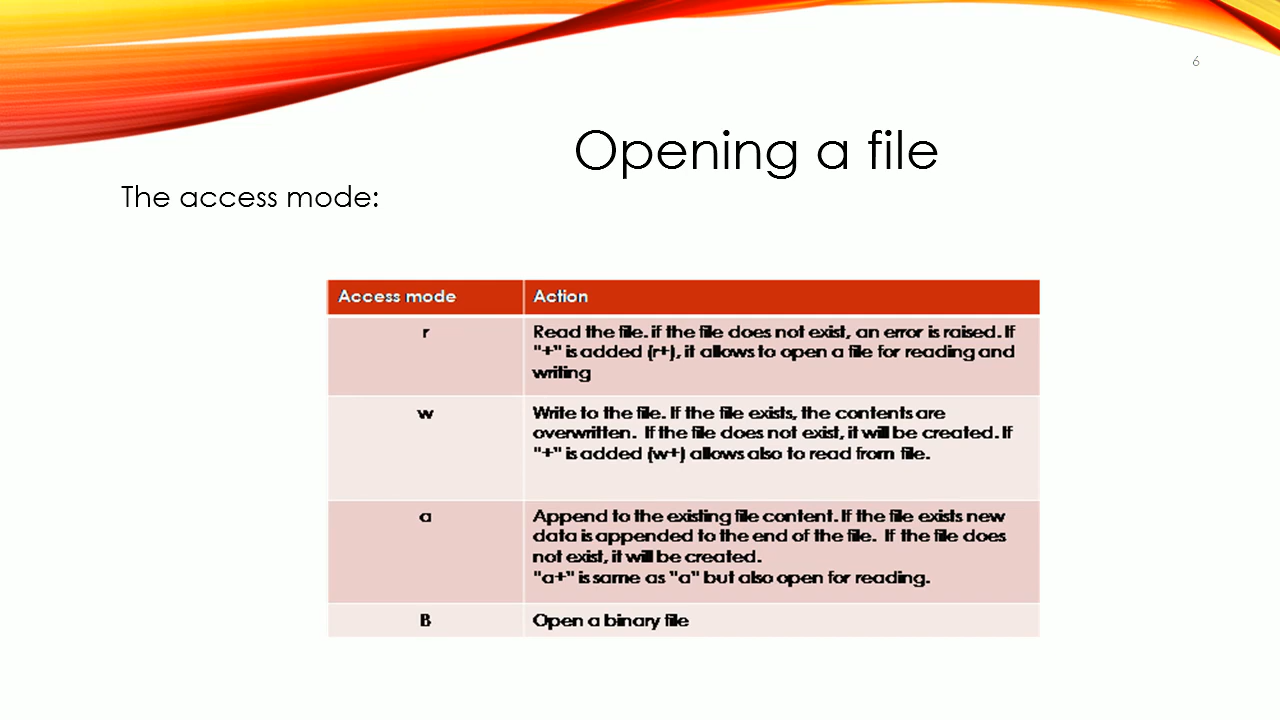 6
Opening a file
The access mode:
Access mode Action
r Read the file. if the file does not exist, an error is raised. If
"+" is added (r+), it allows to open a file for reading and
writing
w Write to the file. If the file exists, the contents are
overwritten. If the file does not exist, it will be created. If
"+" is added (w+) allows also to read from file.
a Append to the existing file content. If the file exists new
data is appended to the end of the file. If the file does
not exist, it will be created.
"a+" is same as "a" but also open for reading.
B Open a binary file